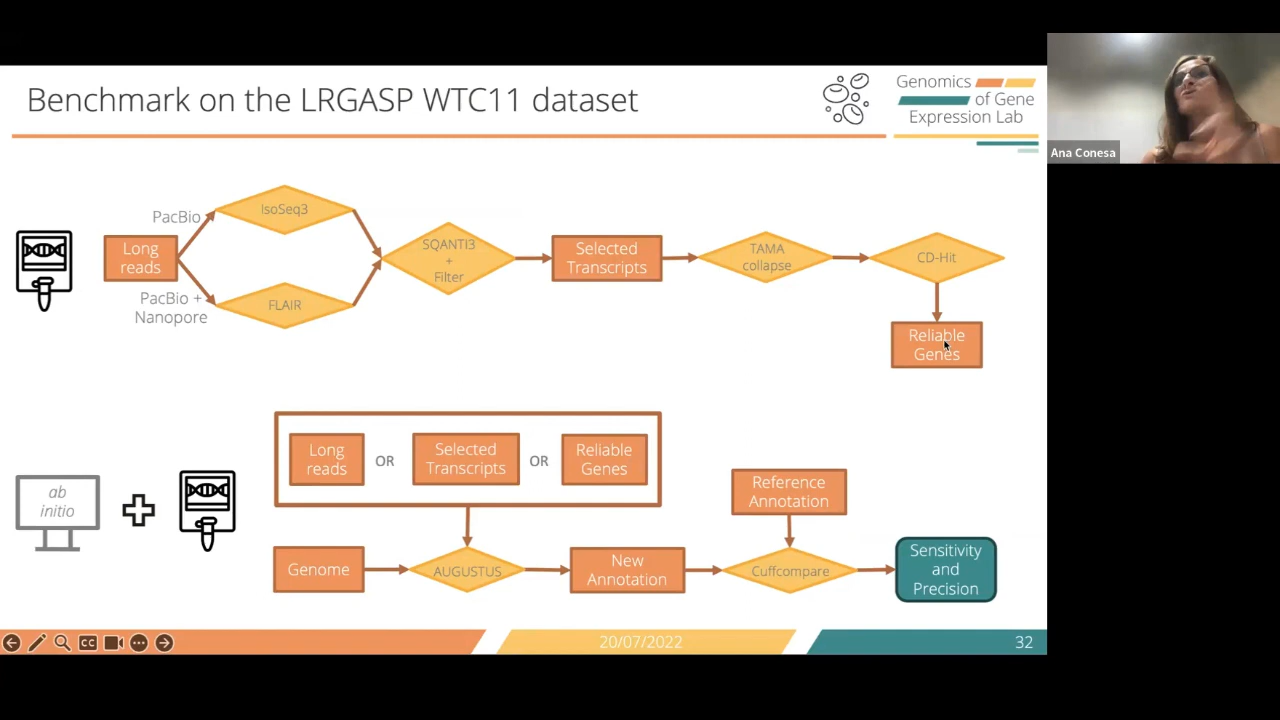 Benchmark on the LRGASP WTC11 dataset
Genomics
of Gene
Expression Lab
Ana Conesa
PacBio
IsoSeq3
Long
reads
PacBio +
Nanopore
FLAIR
SQANTI3
+
Filter
Selected
Transcripts
TAMA
collapse
CD-Hit
Reliable
Genes
Long
reads
OR
Selected
Transcripts
OR
Reliable
Genes
ab
initio
Reference
Annotation
Genome
AUGUSTUS
New
Annotation
Cuffcompare
Sensitivity
and
Precision
CC
20/07/2022
32